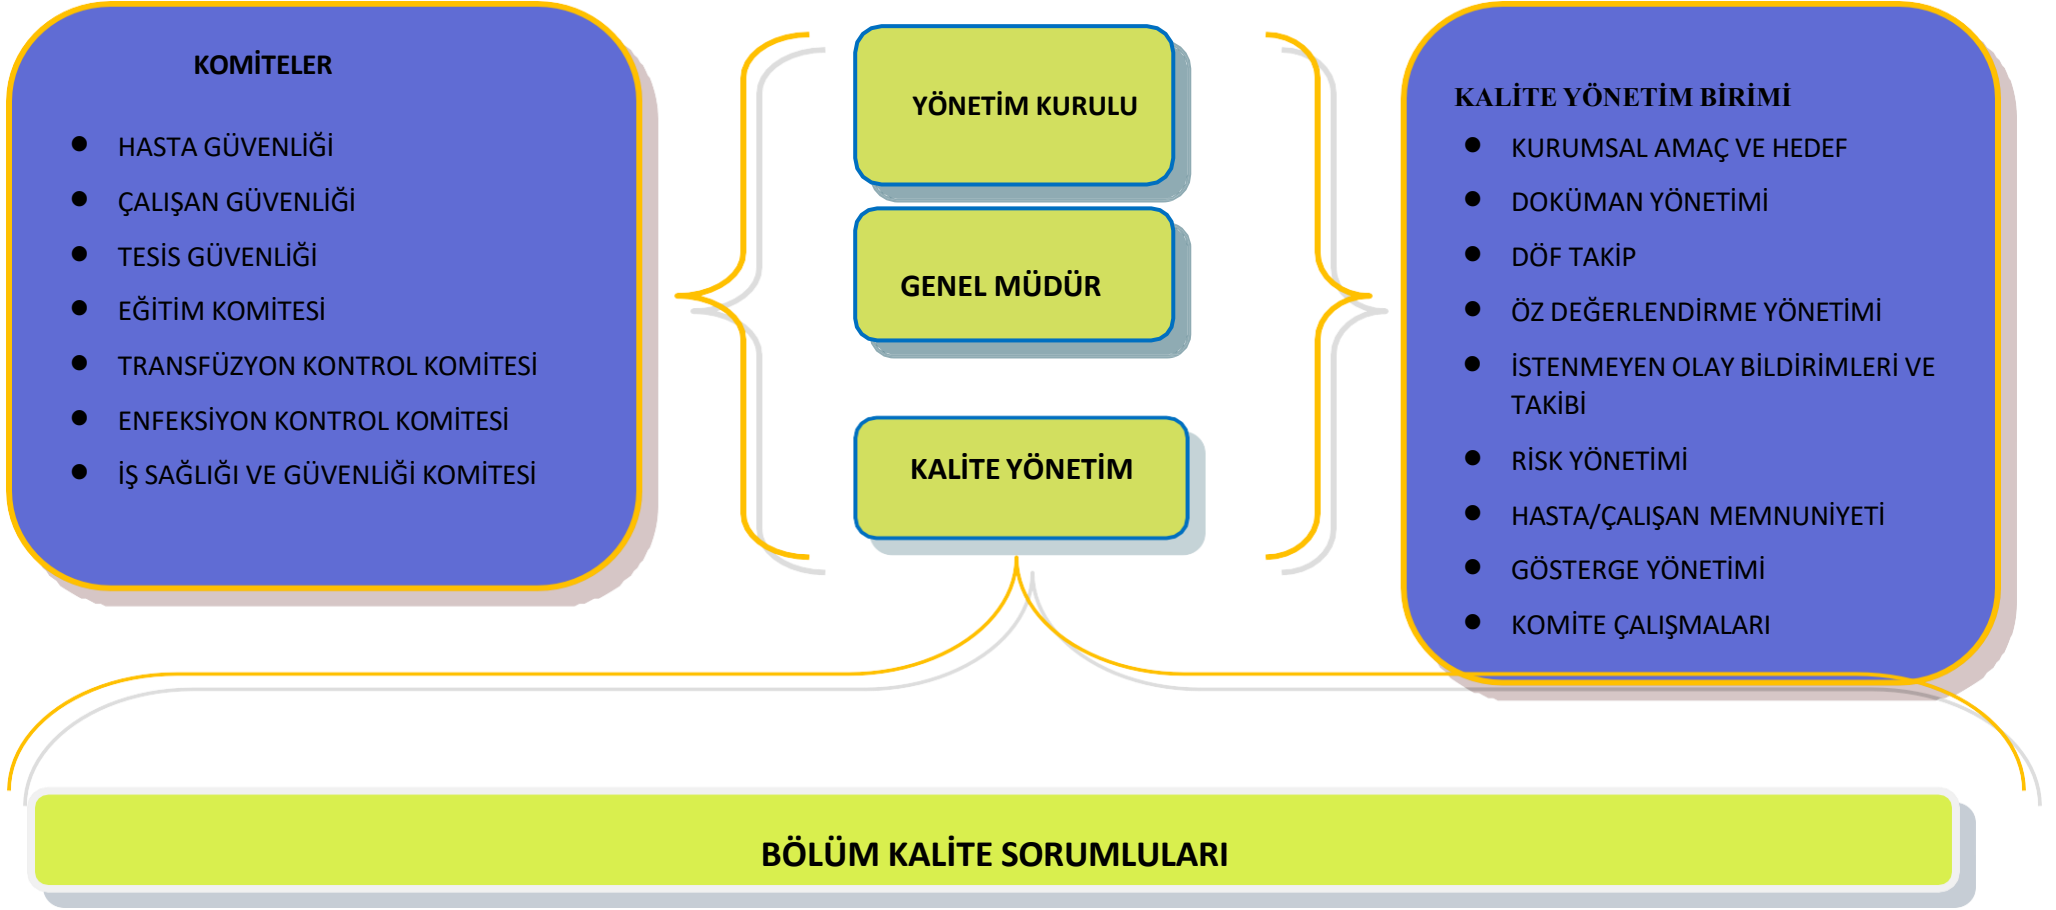 KOMİTELER
● HASTA GÜVENLİĞİ
● ÇALIŞAN GÜVENLİĞİ
● TESİS GÜVENLİĞİ
● EĞİTİM KOMİTESİ
● TRANSFÜZYON KONTROL KOMİTESİ
● ENFEKSİYON KONTROL KOMİTESİ
● İŞ SAĞLIĞI VE GÜVENLİĞİ KOMİTESİ
YÖNETİM KURULU
GENEL MÜDÜR
KALİTE YÖNETİM
KALİTE YÖNETİM BİRİMİ
● KURUMSAL AMAÇ VE HEDEF
● DOKÜMAN YÖNETİMİ
● DÖF TAKİP
● ÖZ DEĞERLENDİRME YÖNETİMİ
● İSTENMEYEN OLAY BİLDİRİMLERİ VE
TAKİBİ
● RİSK YÖNETİMİ
● HASTA/ÇALIŞAN MEMNUNİYETİ
● GÖSTERGE YÖNETİMİ
● KOMİTE ÇALIŞMALARI
BÖLÜM KALİTE SORUMLULARI